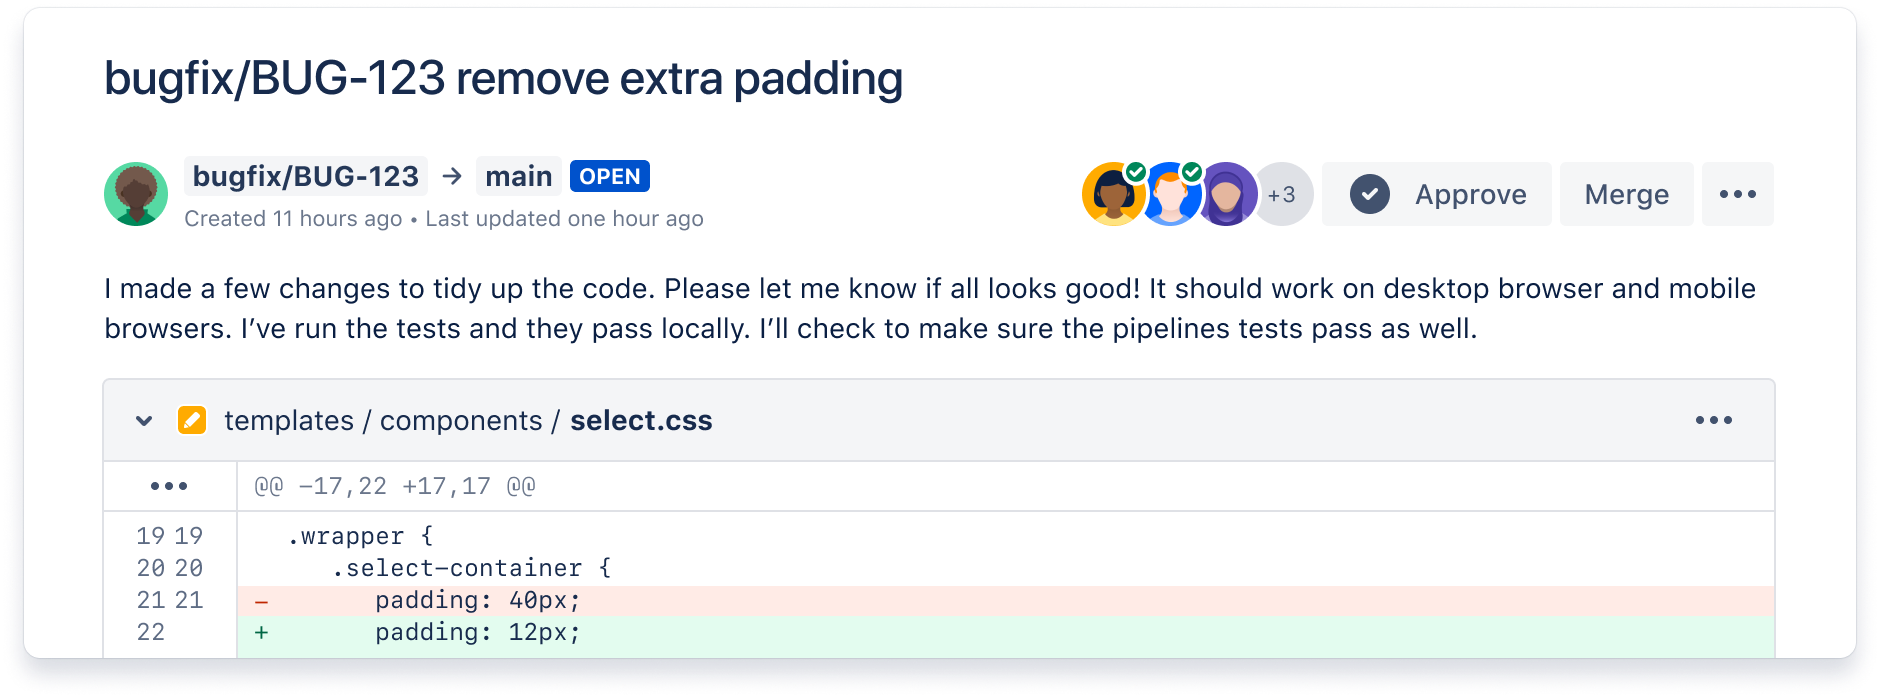 bugfix/BUG-123 remove extra padding
bugfix/BUG-123 → main OPEN
Created 11 hours ago • Last updated one hour ago
+3
Approve
Merge
I made a few changes to tidy up the code. Please let me know if all looks good! It should work on desktop browser and mobile
browsers. I’ve run the tests and they pass locally. I’ll check to make sure the pipelines tests pass as well.
templates / components / select.css
@@ −17,22 +17,17 @@
19 19 .wrapper {
20 20 .select−container {
21 21 − padding: 40px;
22 + padding: 12px;